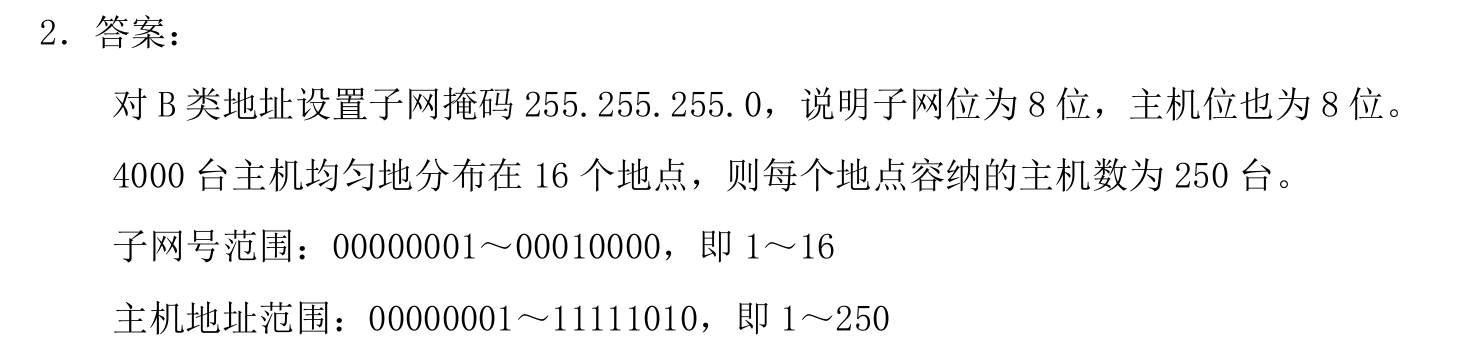 2. 答案：
对 B 类地址设置子网掩码 255.255.255.0，说明子网位为 8 位，主机位也为 8 位。
4000 台主机均匀地分布在 16 个地点，则每个地点容纳的主机数为 250 台。
子网号范围：00000001～00010000，即 1～16
主机地址范围：00000001～11111010，即 1～250